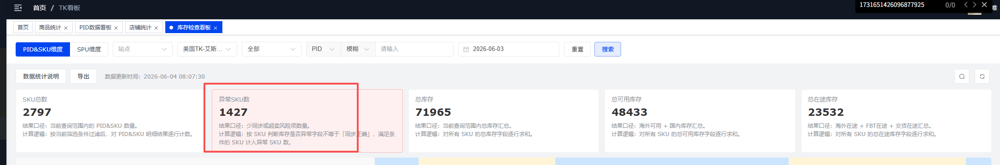 首页 / TK看板
1731651426096877925 0/0
唯
首页 商品统计 × PID数据看板 × 店铺统计 × 库存检查看板 ×
PID&SKU维度 SPU维度 站点 美国TK-艾斯... 全部 PID 模糊 请输入 2026-06-03 重置 搜索
数据统计说明 导出 数据更新时间：2026-06-04 08:07:30
SKU总数
2797
结果口径：当前查询范围内的 PID&SKU 数量。
计算逻辑：按当前筛选条件过滤后，对 PID&SKU 明细结果逐行计数。
异常SKU数
1427
结果口径：少同步或超卖风险项数量。
计算逻辑：按 SKU 判断库存是否异常字段不等于「同步正确」，满足条
件的 SKU 计入异常 SKU 数。
总库存
71965
结果口径：当前查询范围内总库存汇总。
计算逻辑：对所有 SKU 的总库存字段逐行求和。
总可用库存
48433
结果口径：海外可用 + 国内库存汇总。
计算逻辑：对所有 SKU 的总可用库存字段逐行求和。
总在途库存
23532
结果口径：海外在途 + FBT在途 + 交货在途汇总。
计算逻辑：对所有 SKU 的总在途库存字段逐行求和。